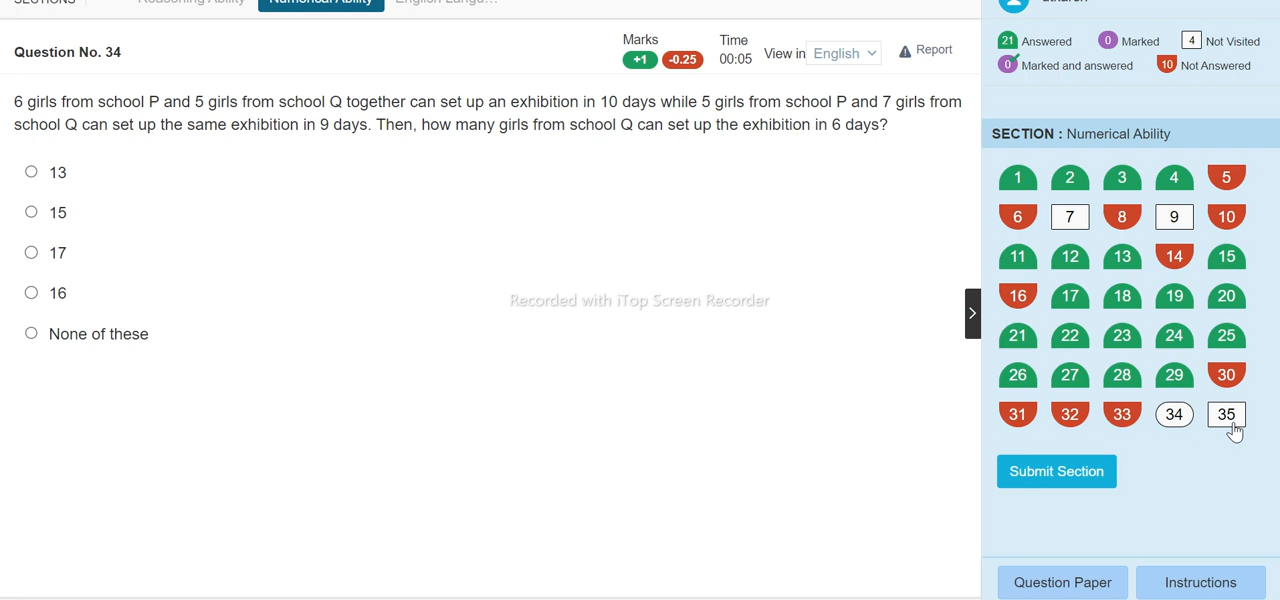 SECTIONS
Reasoning Ability
Numerical Ability
English Langu...
Question No. 34
Marks
+1 -0.25
Time
00:05
View in English
Report
6 girls from school P and 5 girls from school Q together can set up an exhibition in 10 days while 5 girls from school P and 7 girls from
school Q can set up the same exhibition in 9 days. Then, how many girls from school Q can set up the exhibition in 6 days?
13
15
17
16
None of these
Recorded with iTop Screen Recorder
21 Answered 0 Marked 4 Not Visited
0 Marked and answered 10 Not Answered
SECTION : Numerical Ability
1 2 3 4 5
6 7 8 9 10
11 12 13 14 15
16 17 18 19 20
21 22 23 24 25
26 27 28 29 30
31 32 33 34 35
Submit Section
Question Paper Instructions